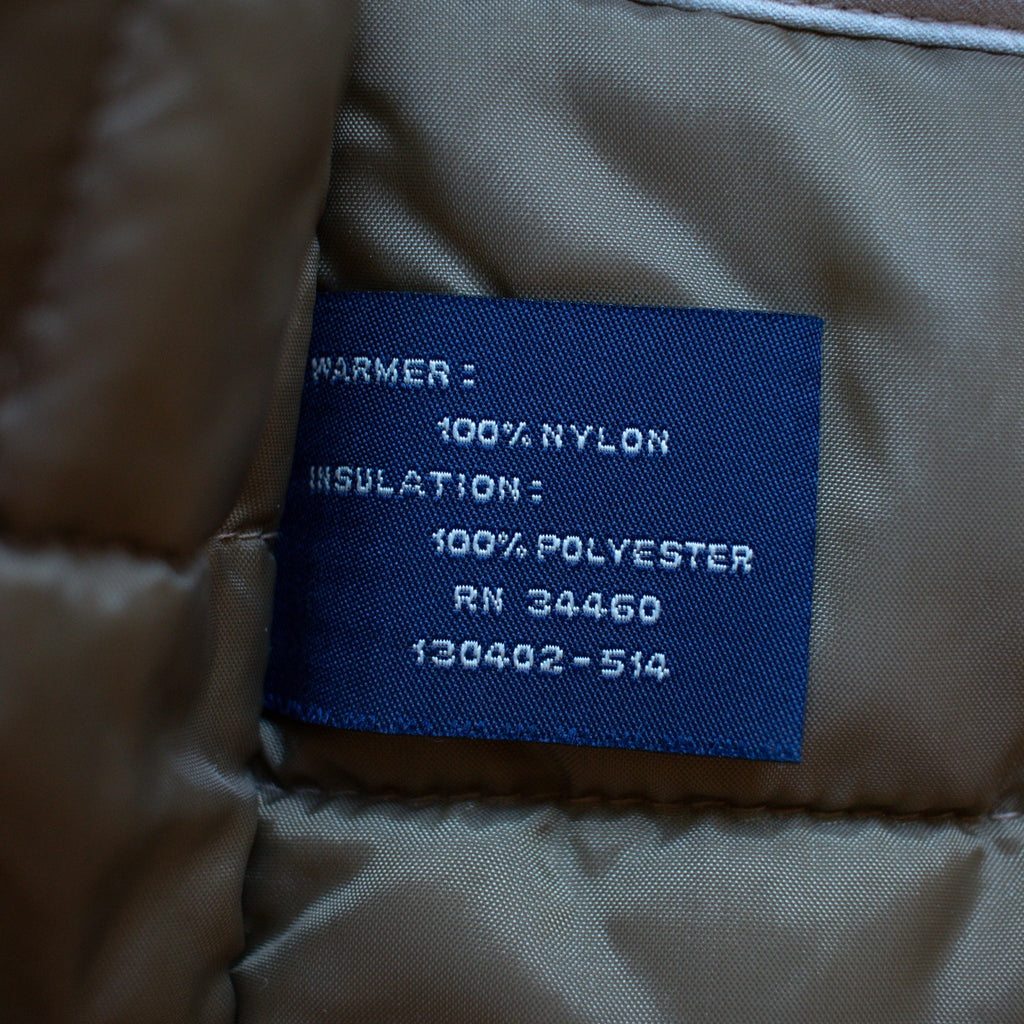 WARMER:
100% NYLON
INSULATION:
100% POLYESTER
RN 34460
130402-514